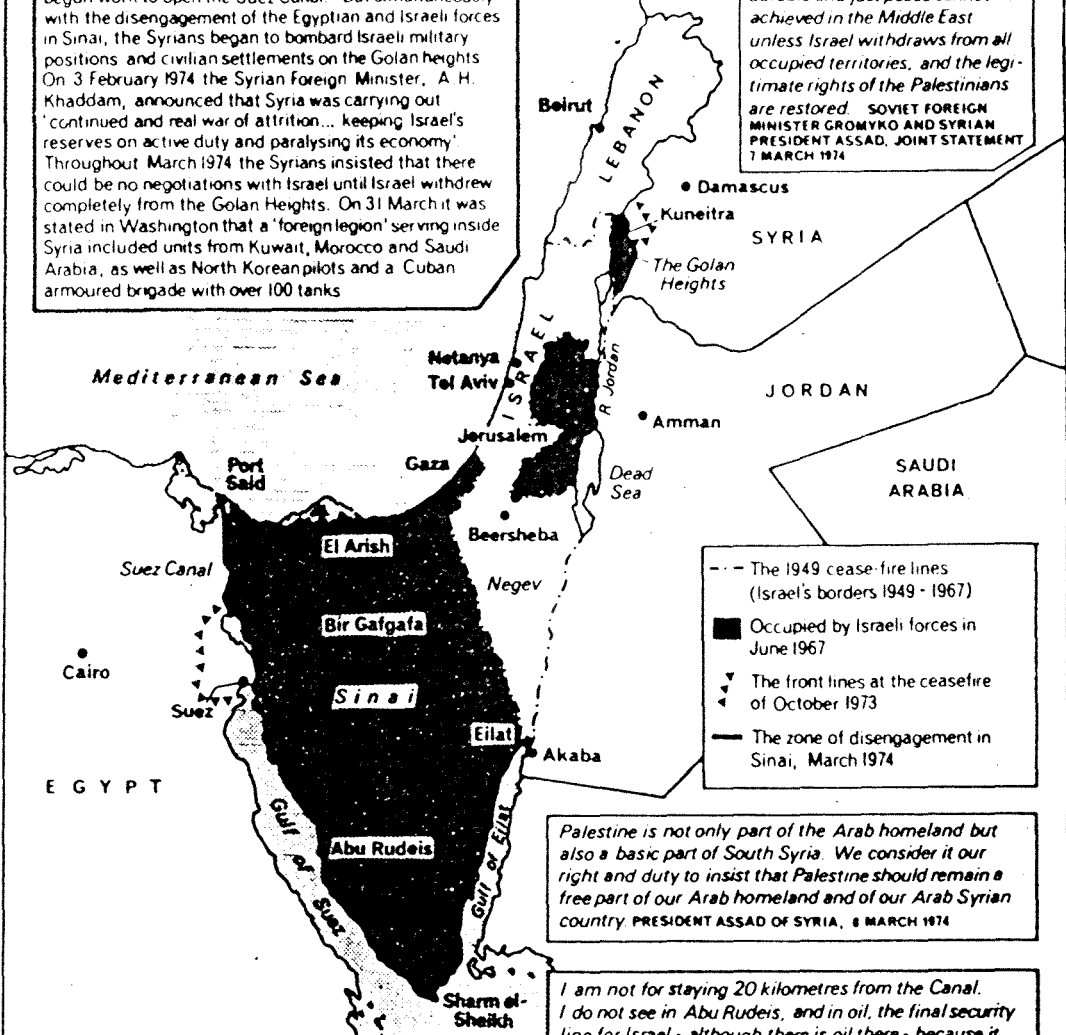 with the disengagement of the Egyptian and Israeli forces
in Sinai, the Syrians began to bombard Israeli military
positions and civilian settlements on the Golan heights
On 3 February 1974 the Syrian Foreign Minister, A H.
Khaddam, announced that Syria was carrying out
'continued and real war of attrition... keeping Israel's
reserves on active duty and paralysing its economy'.
Throughout March 1974 the Syrians insisted that there
could be no negotiations with Israel until Israel withdrew
completely from the Golan Heights. On 31 March it was
stated in Washington that a 'foreign legion' serving inside
Syria included units from Kuwait, Morocco and Saudi
Arabia, as well as North Korean pilots and a Cuban
armoured brigade with over 100 tanks
achieved in the Middle East
unless Israel withdraws from all
occupied territories, and the legi-
timate rights of the Palestinians
are restored. SOVIET FOREIGN
MINISTER GROMYKO AND SYRIAN
PRESIDENT ASSAD, JOINT STATEMENT
7 MARCH 1974
Beirut
LEBANON
Damascus
Kuneitra
SYRIA
The Golan
Heights
Mediterranean Sea
Netanya
Tel Aviv
ISRAEL
R Jordan
JORDAN
Amman
Jerusalem
Port
Said
Gaza
Dead
Sea
SAUDI
ARABIA
Beersheba
El Arish
Suez Canal
Negev
Bir Gafgafa
Cairo
Sinai
Suez
Eilat
Akaba
EGYPT
Gulf of Suez
Abu Rudeis
Gulf of Eilat
Sharm el-
Sheikh
The 1949 cease-fire lines
(Israel's borders 1949 - 1967)
Occupied by Israeli forces in
June 1967
The front lines at the ceasefire
of October 1973
The zone of disengagement in
Sinai, March 1974
Palestine is not only part of the Arab homeland but
also a basic part of South Syria. We consider it our
right and duty to insist that Palestine should remain a
free part of our Arab homeland and of our Arab Syrian
country. PRESIDENT ASSAD OF SYRIA, 8 MARCH 1974
I am not for staying 20 kilometres from the Canal.
I do not see in Abu Rudeis, and in oil, the final security
line for Israel - although there is oil there - because it